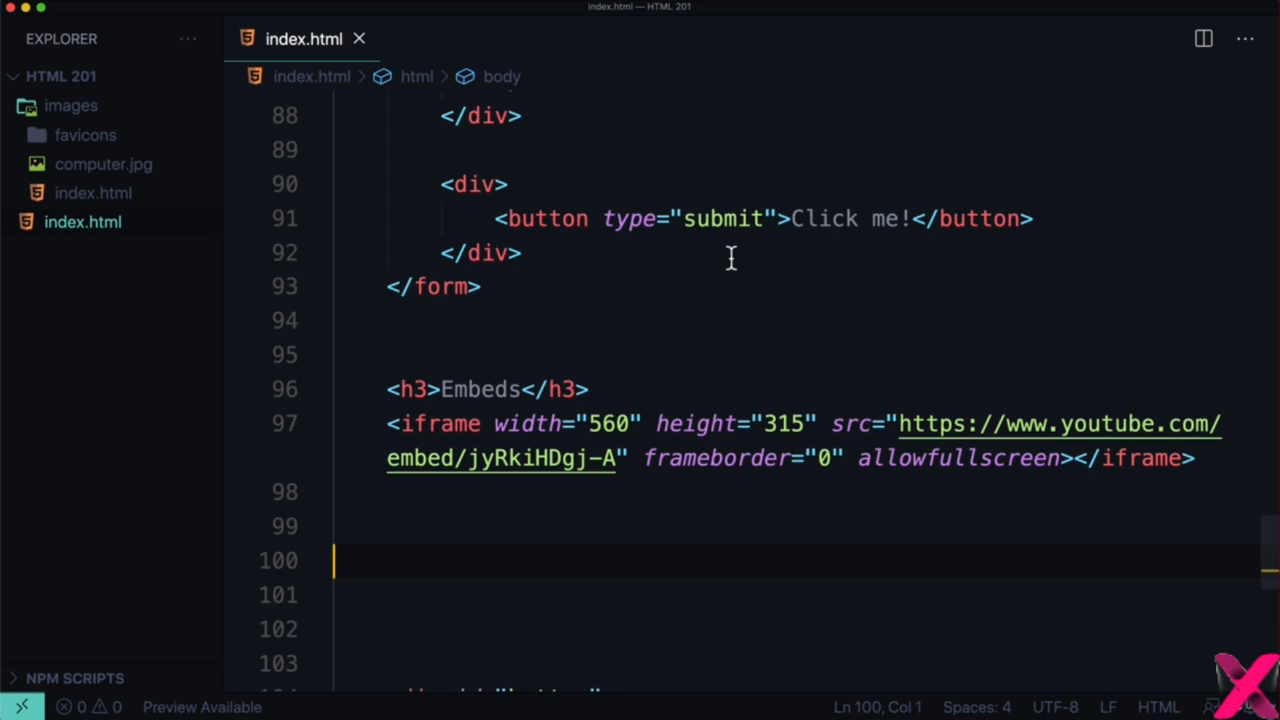 index.html — HTML 201
EXPLORER
HTML 201
images
favicons
computer.jpg
index.html
index.html
NPM SCRIPTS
index.html
index.html > html > body
88 </div>
89
90 <div>
91 <button type="submit">Click me!</button>
92 </div>
93 </form>
94
95
96 <h3>Embeds</h3>
97 <iframe width="560" height="315" src="https://www.youtube.com/
embed/jyRkiHDgj-A" frameborder="0" allowfullscreen></iframe>
98
99
100
101
102
103
0 0 Preview Available Ln 100, Col 1 Spaces: 4 UTF-8 LF HTML